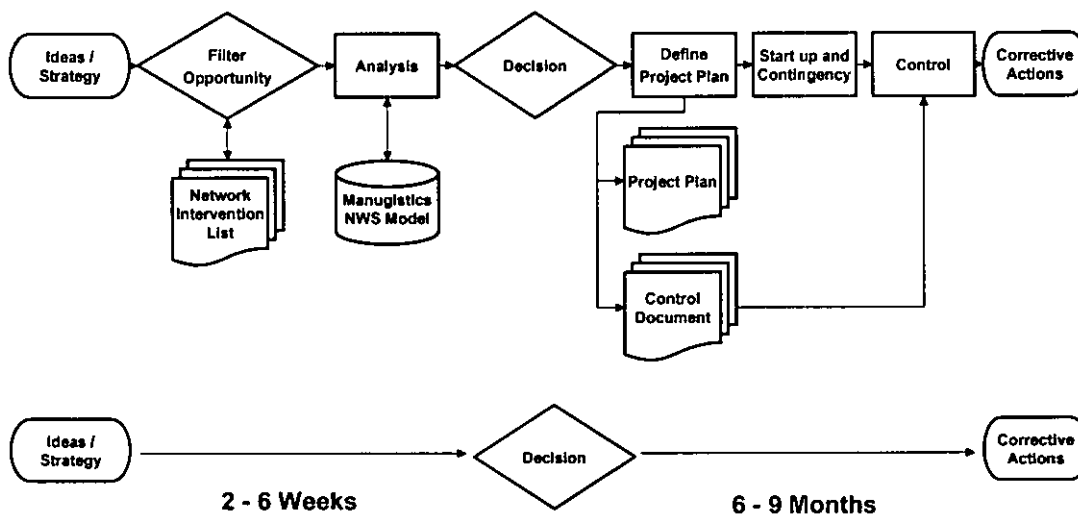 Ideas /
Strategy
Filter
Opportunity
Analysis
Decision
Define
Project Plan
Start up and
Contingency
Control
Corrective
Actions
Network
Intervention
List
Manugistics
NWS Model
Project Plan
Control
Document
Ideas /
Strategy
Decision
Corrective
Actions
2 - 6 Weeks
6 - 9 Months